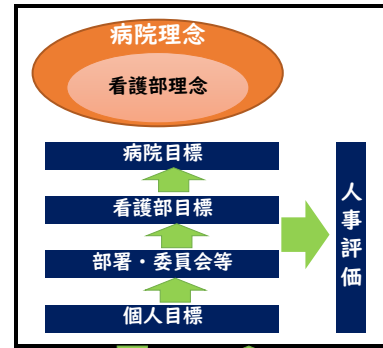 病院理念
看護部理念
病院目標
看護部目標
部署・委員会等
個人目標
人事評価